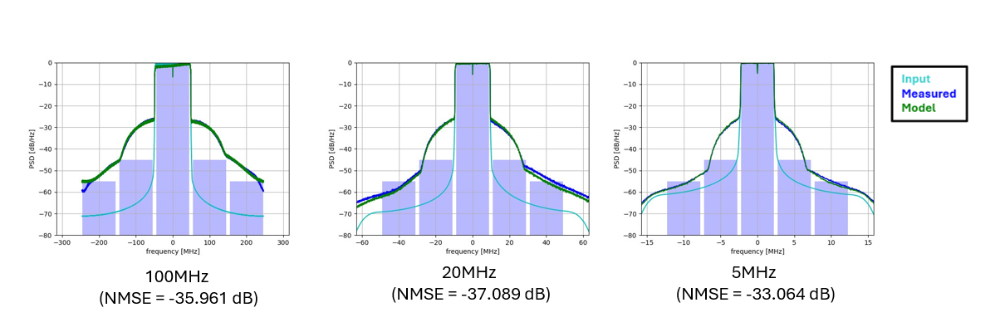 0
−10
−20
−30
−40
−50
−60
−70
−80
PSD [dB/Hz]
−300 −200 −100 0 100 200 300
frequency [MHz]
100MHz
(NMSE = -35.961 dB)
0
−10
−20
−30
−40
−50
−60
−70
−80
PSD [dB/Hz]
−60 −40 −20 0 20 40 60
frequency [MHz]
20MHz
(NMSE = -37.089 dB)
0
−10
−20
−30
−40
−50
−60
−70
−80
PSD [dB/Hz]
−15 −10 −5 0 5 10 15
frequency [MHz]
5MHz
(NMSE = -33.064 dB)
Input
Measured
Model